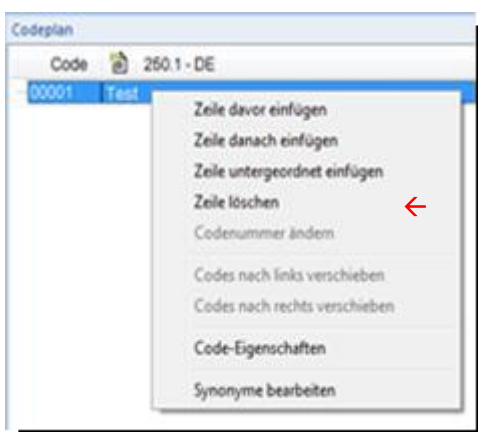 Codeplan
Code 250.1 - DE
00001 Test
Zeile davor einfügen
Zeile danach einfügen
Zeile untergeordnet einfügen
Zeile löschen
Codenummer ändern
Codes nach links verschieben
Codes nach rechts verschieben
Code-Eigenschaften
Synonyme bearbeiten